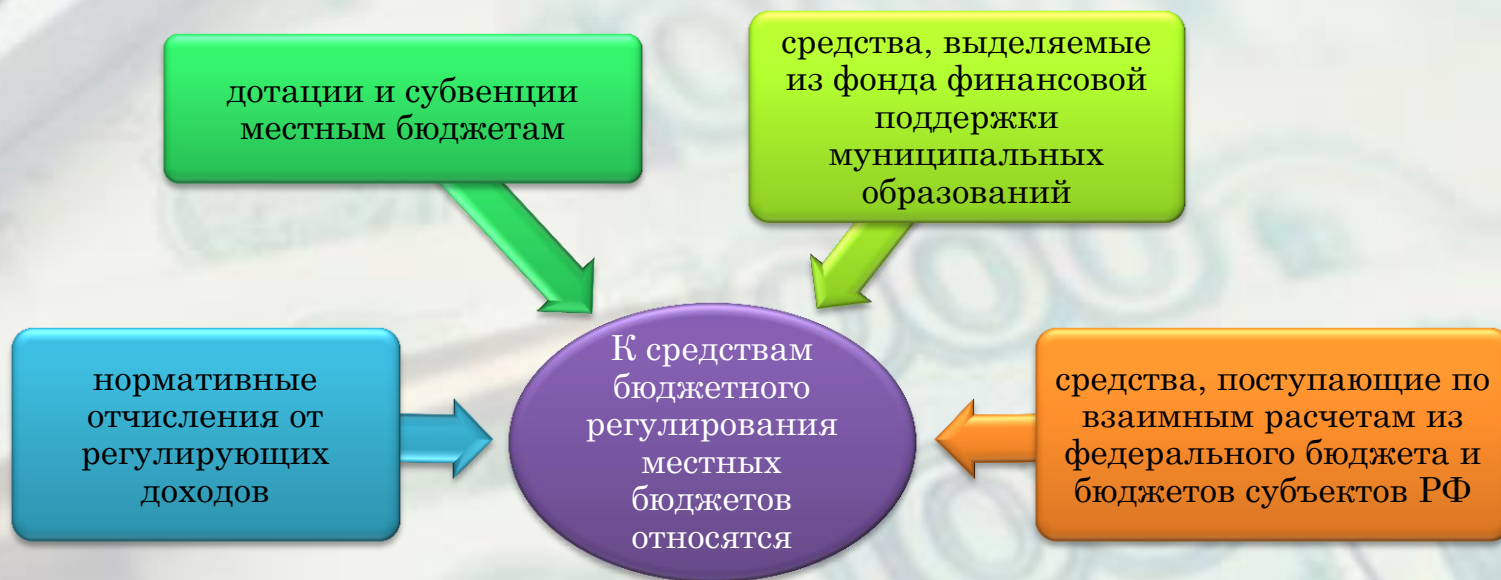 дотации и субвенции
местным бюджетам
средства, выделяемые
из фонда финансовой
поддержки
муниципальных
образований
нормативные
отчисления от
регулирующих
доходов
К средствам
бюджетного
регулирования
местных
бюджетов
относятся
средства, поступающие по
взаимным расчетам из
федерального бюджета и
бюджетов субъектов РФ